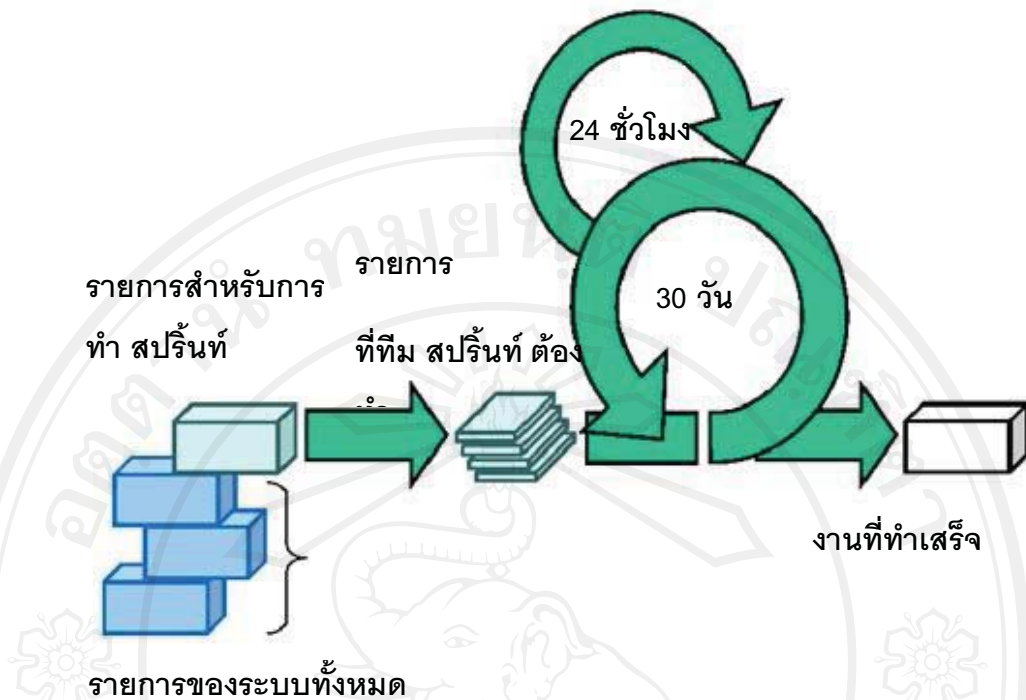 24 ชั่วโมง
30 วัน
รายการสำหรับการ
ทำ สปริ้นท์
รายการ
ที่ทีม สปริ้นท์ ต้อง
งานที่ทำเสร็จ
รายการของระบบทั้งหมด